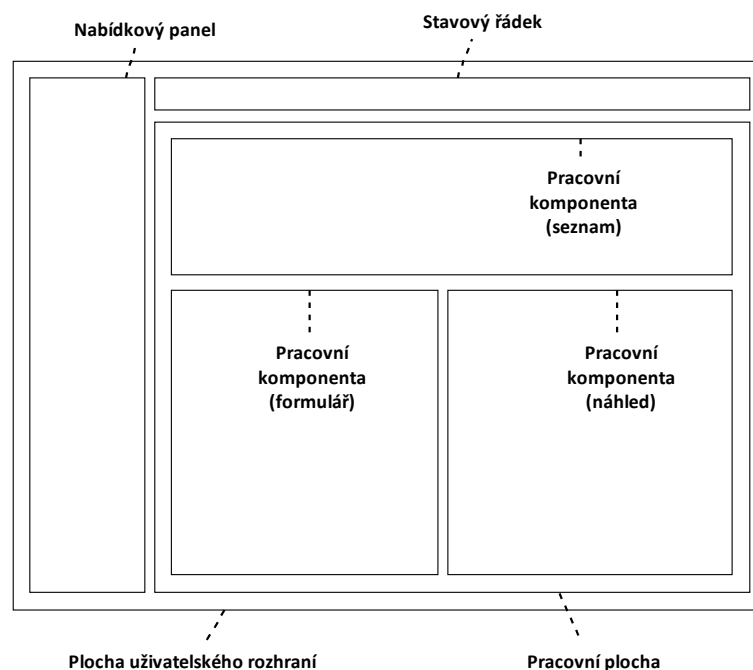 Nabídkový panel
Stavový řádek
Pracovní
komponenta
(seznam)
Pracovní
komponenta
(formulář)
Pracovní
komponenta
(náhled)
Plocha uživatelského rozhraní
Pracovní plocha